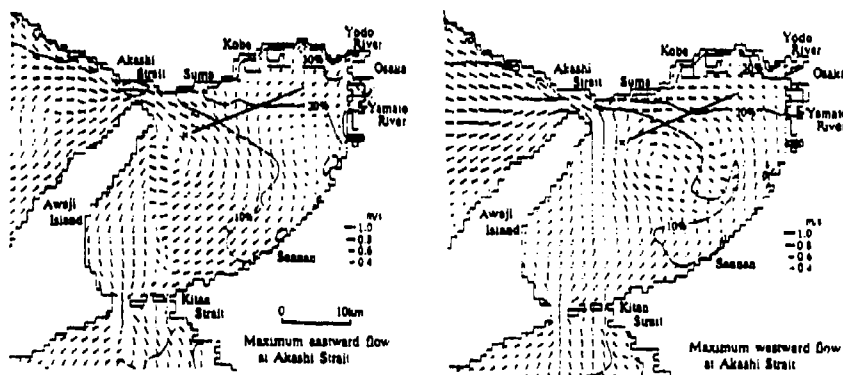 Akashi
Strait
Suma
Kobe
Yodo
River
Osaka
Yamato
River
30%
20%
10%
Awaji
Island
Sennan
Kitan
Strait
m/s
1.0
0.8
0.6
0.4
0 10km
Maximum eastward flow
at Akashi Strait
Akashi
Strait
Suma
Kobe
Yodo
River
Osaka
Yamato
River
20%
10%
Awaji
Island
Sennan
Kitan
Strait
m/s
1.0
0.8
0.6
0.4
Maximum westward flow
at Akashi Strait